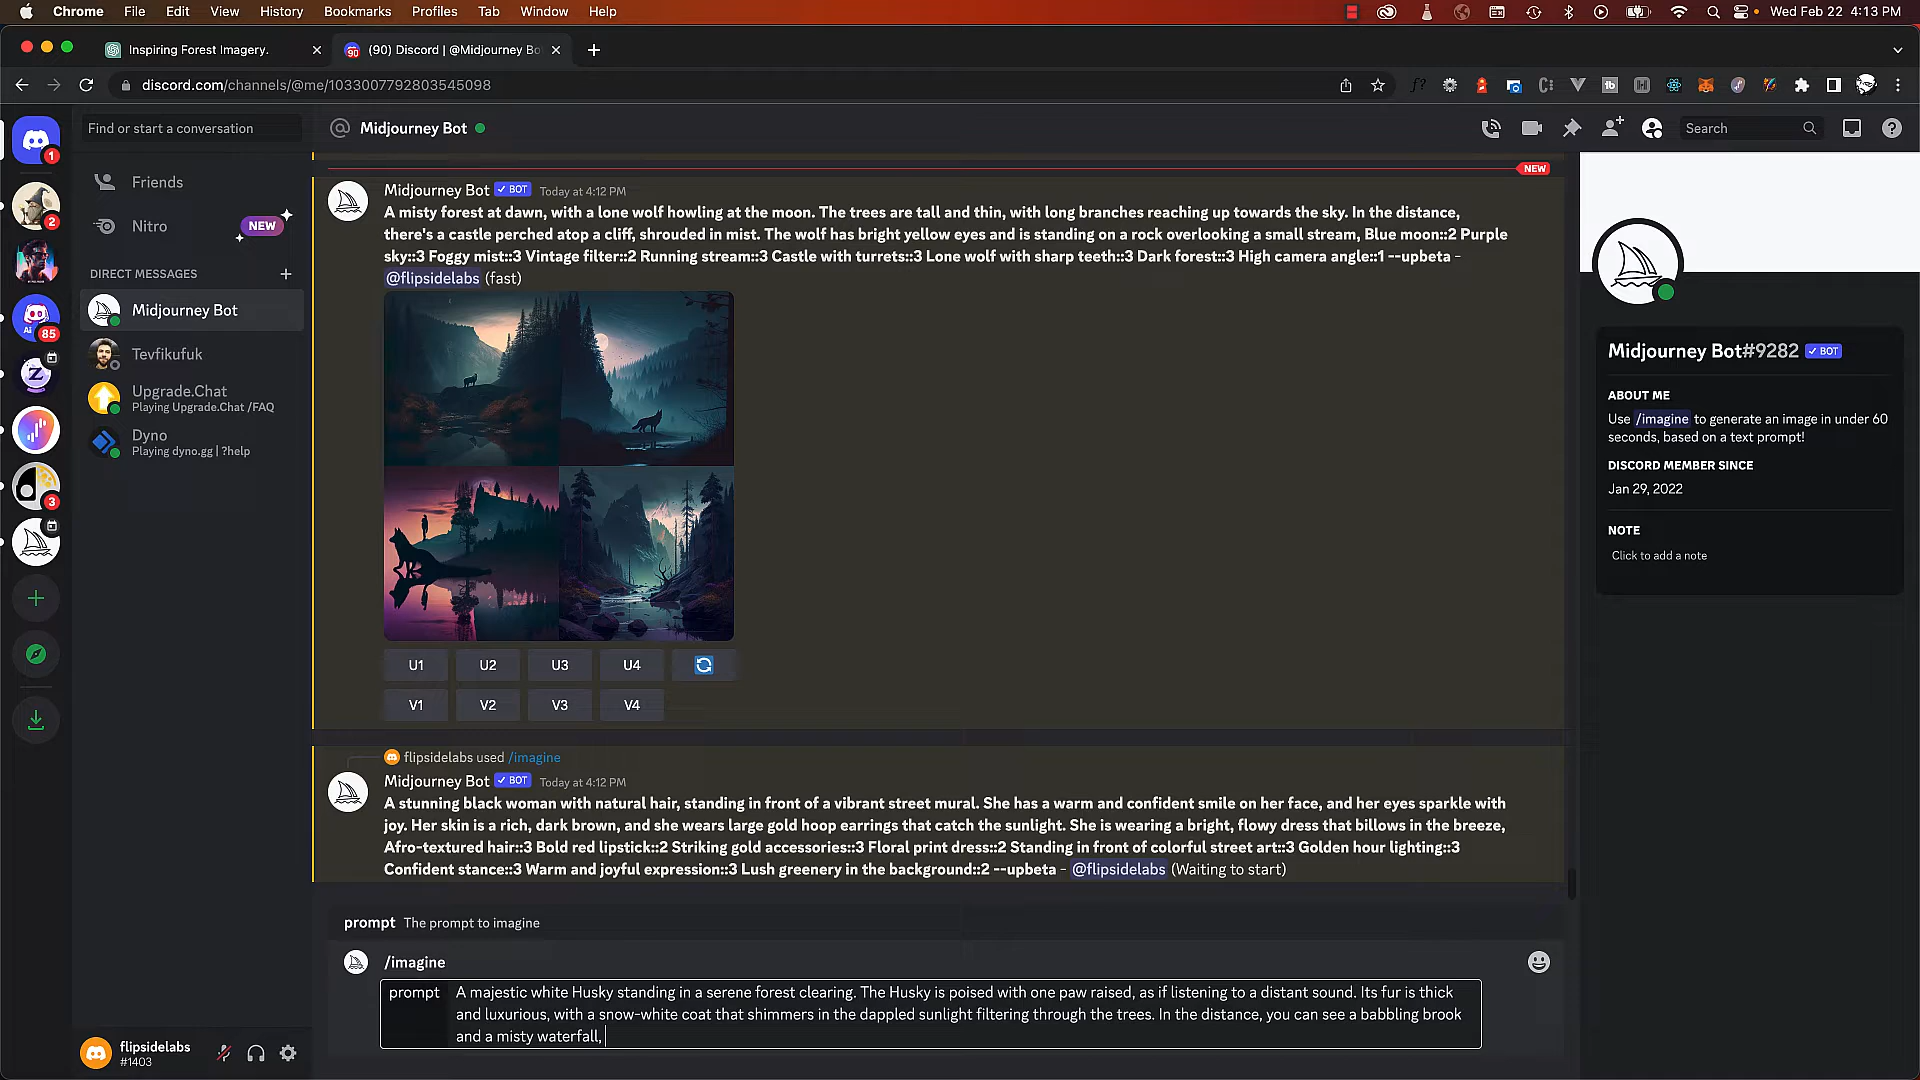 Chrome File Edit View History Bookmarks Profiles Tab Window Help
Wed Feb 22 4:13 PM
Inspiring Forest Imagery.
(90) Discord | @Midjourney Bo
discord.com/channels/@me/1033007792803545098
Find or start a conversation
Midjourney Bot
Search
1
Friends
Nitro NEW
2
DIRECT MESSAGES
Midjourney Bot
Ai 85
Tevfikufuk
Upgrade.Chat
Playing Upgrade.Chat /FAQ
Dyno
Playing dyno.gg | ?help
3
NEW
Midjourney Bot BOT Today at 4:12 PM
A misty forest at dawn, with a lone wolf howling at the moon. The trees are tall and thin, with long branches reaching up towards the sky. In the distance,
there's a castle perched atop a cliff, shrouded in mist. The wolf has bright yellow eyes and is standing on a rock overlooking a small stream, Blue moon::2 Purple
sky::3 Foggy mist::3 Vintage filter::2 Running stream::3 Castle with turrets::3 Lone wolf with sharp teeth::3 Dark forest::3 High camera angle::1 --upbeta -
@flipsidelabs (fast)
U1 U2 U3 U4
V1 V2 V3 V4
flipsidelabs used /imagine
Midjourney Bot BOT Today at 4:12 PM
A stunning black woman with natural hair, standing in front of a vibrant street mural. She has a warm and confident smile on her face, and her eyes sparkle with
joy. Her skin is a rich, dark brown, and she wears large gold hoop earrings that catch the sunlight. She is wearing a bright, flowy dress that billows in the breeze,
Afro-textured hair::3 Bold red lipstick::2 Striking gold accessories::3 Floral print dress::2 Standing in front of colorful street art::3 Golden hour lighting::3
Confident stance::3 Warm and joyful expression::3 Lush greenery in the background::2 --upbeta - @flipsidelabs (Waiting to start)
prompt The prompt to imagine
/imagine
prompt A majestic white Husky standing in a serene forest clearing. The Husky is poised with one paw raised, as if listening to a distant sound. Its fur is thick
and luxurious, with a snow-white coat that shimmers in the dappled sunlight filtering through the trees. In the distance, you can see a babbling brook
and a misty waterfall,
flipsidelabs
#1403
Midjourney Bot#9282 BOT
ABOUT ME
Use /imagine to generate an image in under 60
seconds, based on a text prompt!
DISCORD MEMBER SINCE
Jan 29, 2022
NOTE
Click to add a note